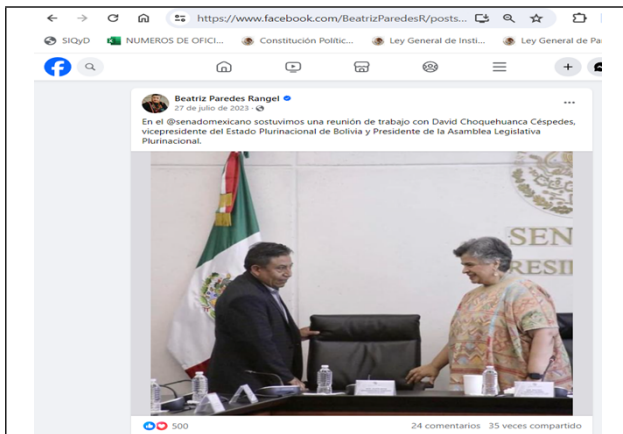 https://www.facebook.com/BeatrizParedesR/posts...
SIQyD NUMEROS DE OFICI... Constitución Polític... Ley General de Insti... Ley General de Pa
Beatriz Paredes Rangel
27 de julio de 2023 ·
En el @senadomexicano sostuvimos una reunión de trabajo con David Choquehuanca Céspedes,
vicepresidente del Estado Plurinacional de Bolivia y Presidente de la Asamblea Legislativa
Plurinacional.
SEN
RESI
500 24 comentarios 35 veces compartido